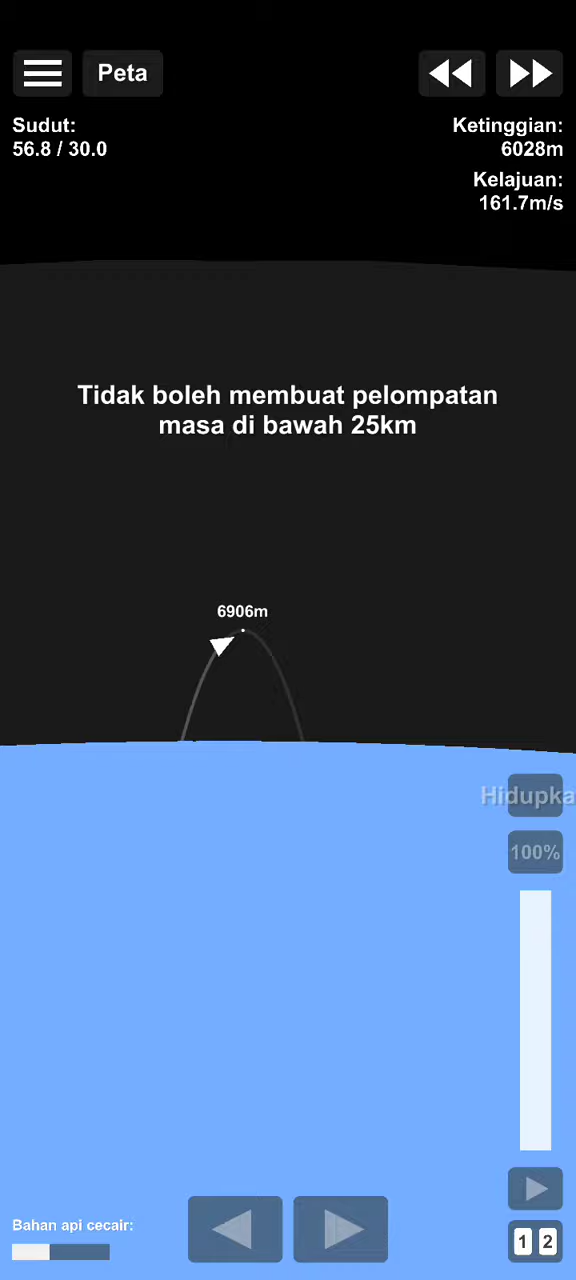 Peta
Sudut:
56.8 / 30.0
Ketinggian:
6028m
Kelajuan:
161.7m/s
Tidak boleh membuat pelompatan
masa di bawah 25km
6906m
Hidupka
100%
Bahan api cecair:
1 2